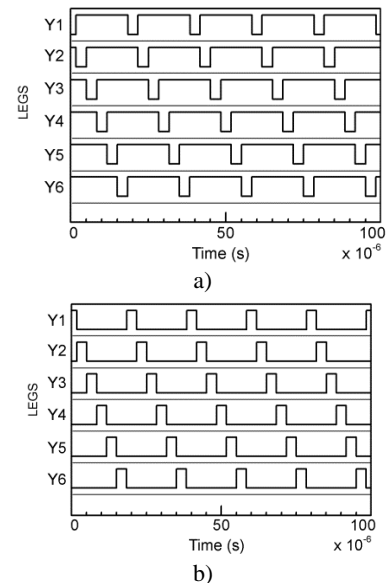 LEGS
Y1
Y2
Y3
Y4
Y5
Y6
0 50 100
Time (s) x 10⁻⁶
a)
LEGS
Y1
Y2
Y3
Y4
Y5
Y6
0 50 100
Time (s) x 10⁻⁶
b)